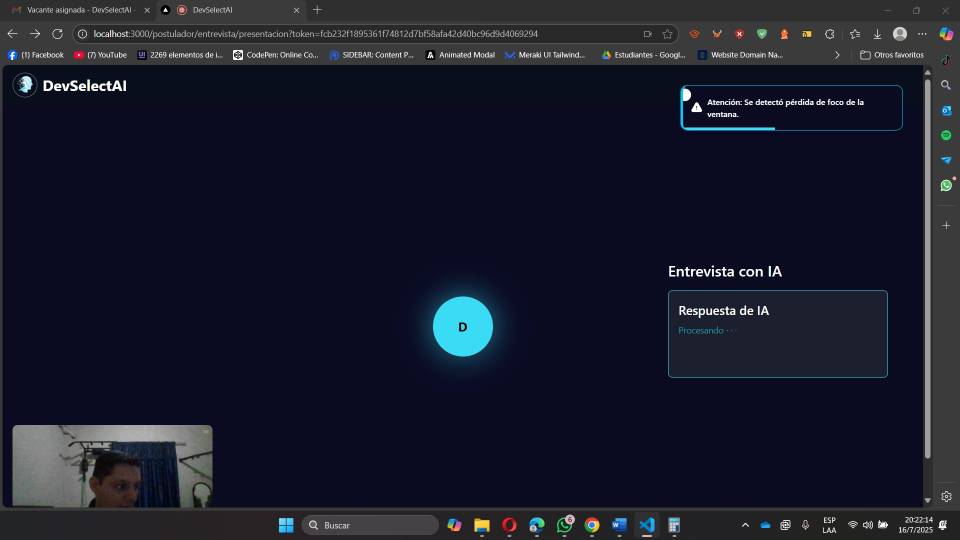 Vacante asignada - DevSelectAI -
DevSelectAI
localhost:3000/postulador/entrevista/presentacion?token=fcb232f1895361f74812d7bf58afa42d40bc96d9d4069294
(1) Facebook
(7) YouTube
2269 elementos de i...
CodePen: Online Co...
SIDEBAR: Content P...
Animated Modal
Meraki UI Tailwind...
Estudiantes - Googl...
Website Domain Na...
Otros favoritos
DevSelectAI
Atención: Se detectó pérdida de foco de la
ventana.
Entrevista con IA
Respuesta de IA
Procesando · · ·
D
Buscar
6
ESP
LAA
20:22:14
16/7/2025